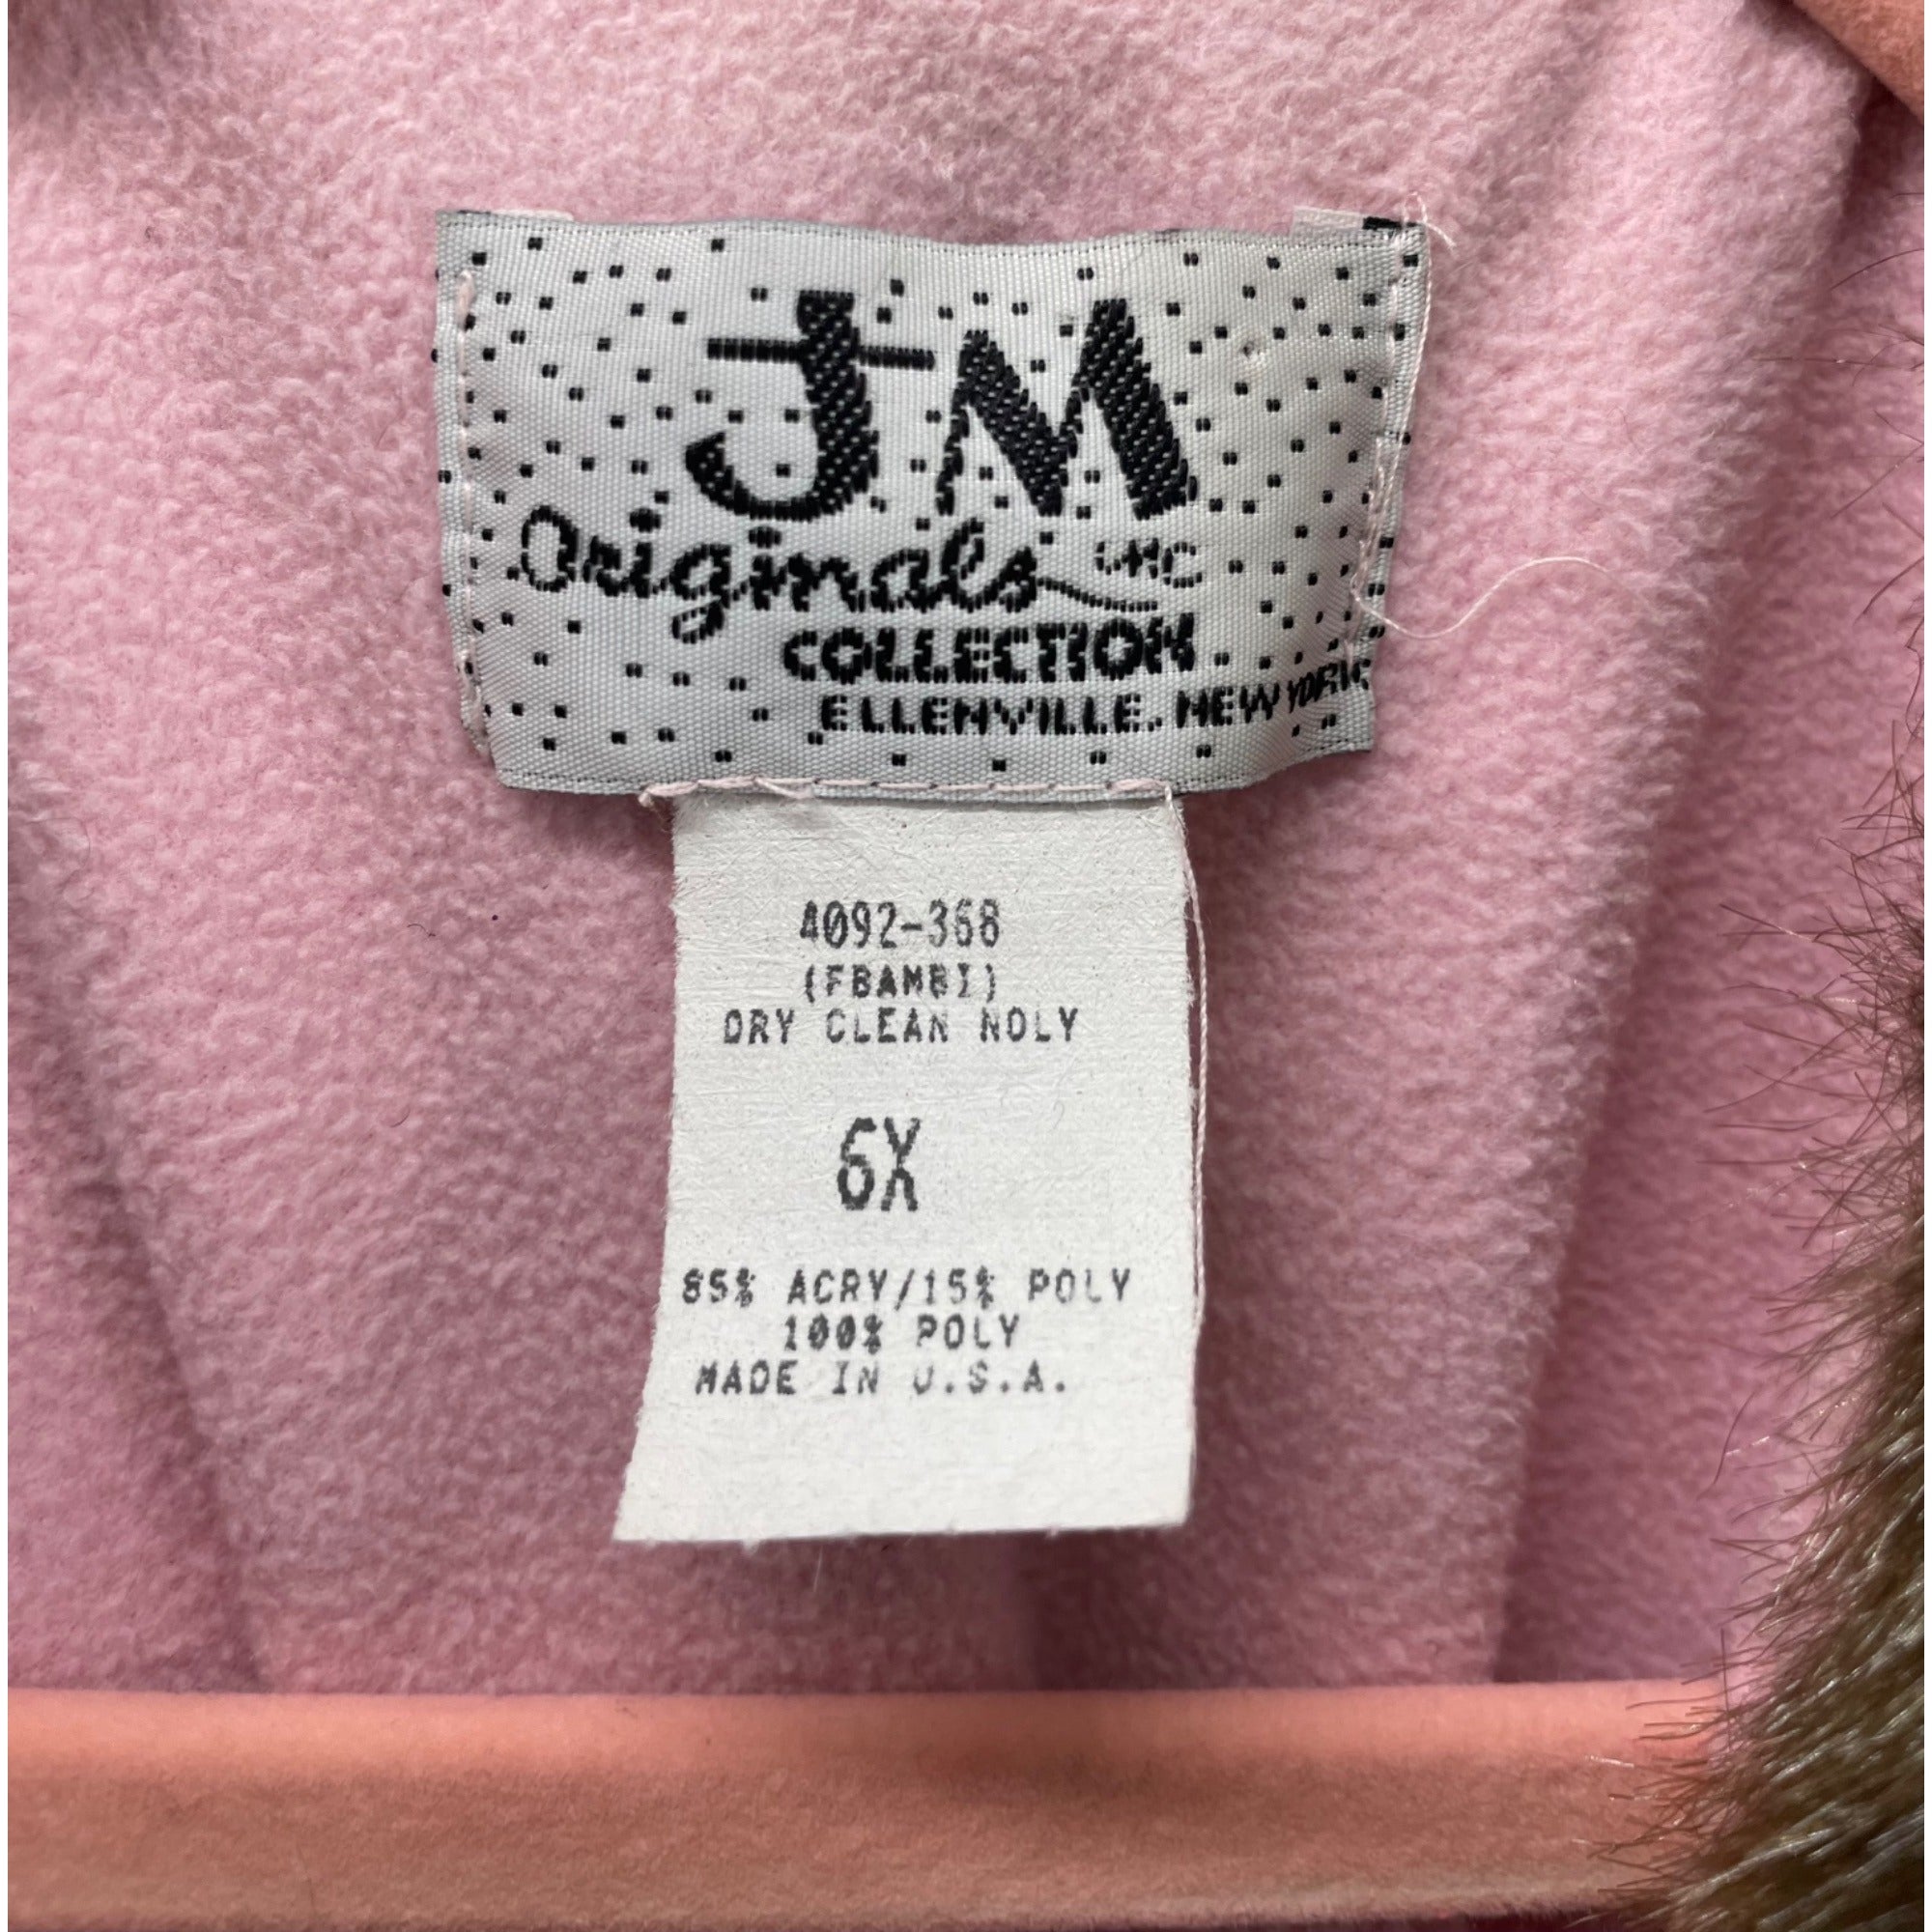 JM
Originals INC
COLLECTION
ELLENVILLE, NEW YORK
4092-368
(FBAMBI)
DRY CLEAN NOLY
6X
85% ACRY/15% POLY
100% POLY
MADE IN U.S.A.